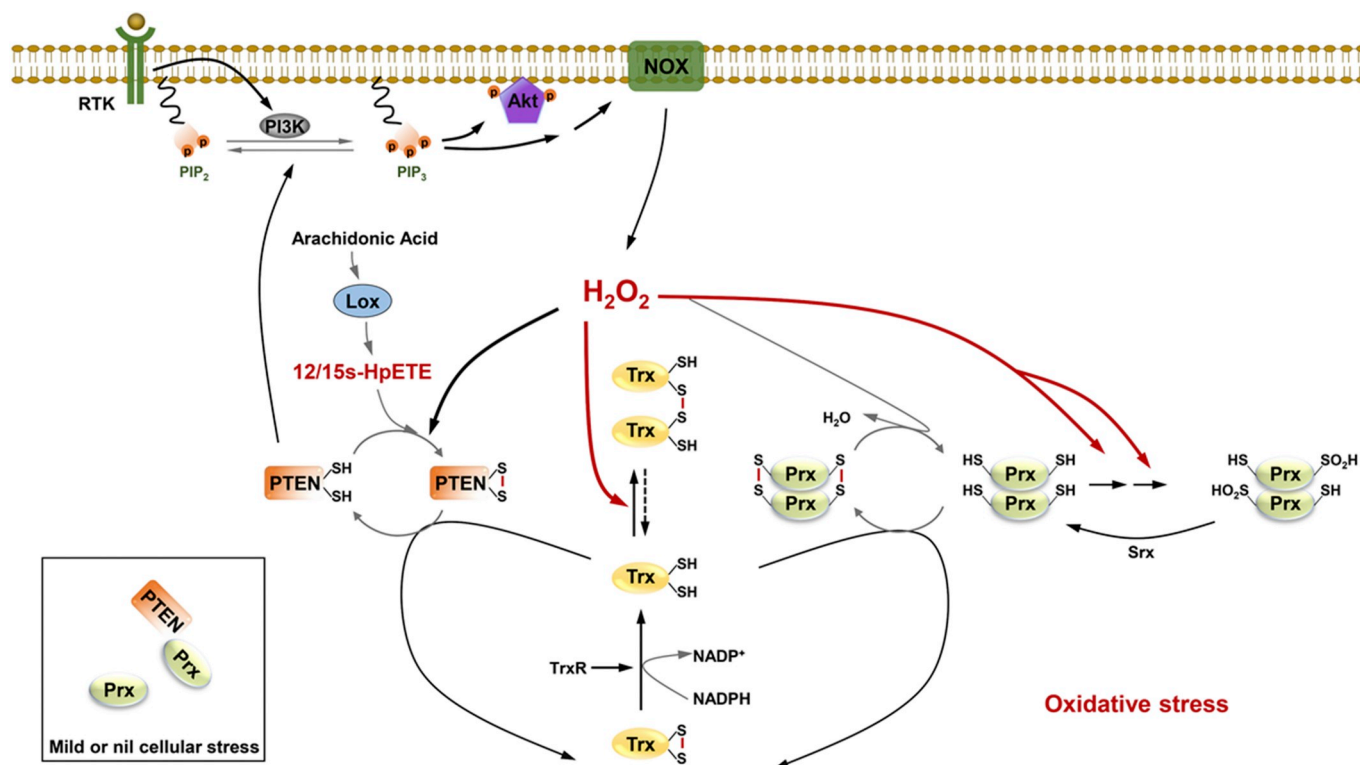 NOX
RTK
PI3K
Akt
p
p
p
p
p
p
p
PIP₂
PIP₃
Arachidonic Acid
Lox
12/15s-HpETE
H₂O₂
Trx
SH
S
S
Trx
SH
PTEN
SH
SH
PTEN
S
S
H₂O
S
Prx
S
S
Prx
S
HS
Prx
SH
HS
Prx
SH
HS
Prx
SO₂H
HO₂S
Prx
SH
Srx
Trx
SH
SH
TrxR
NADP⁺
NADPH
Trx
S
S
PTEN
Prx
Prx
Mild or nil cellular stress
Oxidative stress